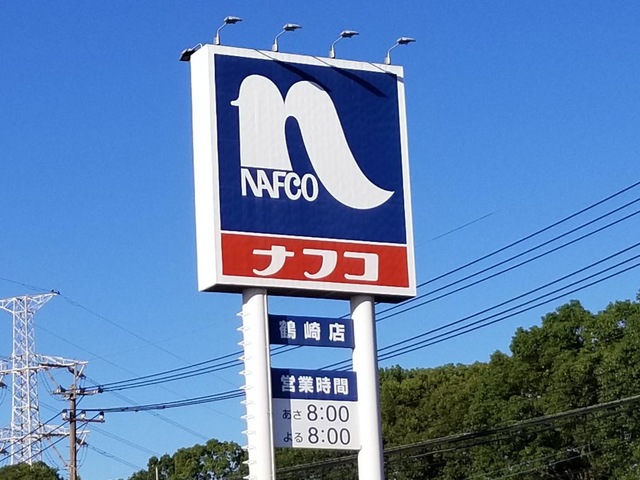 NAFCO
ナフコ
鶴崎店
営業時間
あさ 8:00
よる 8:00